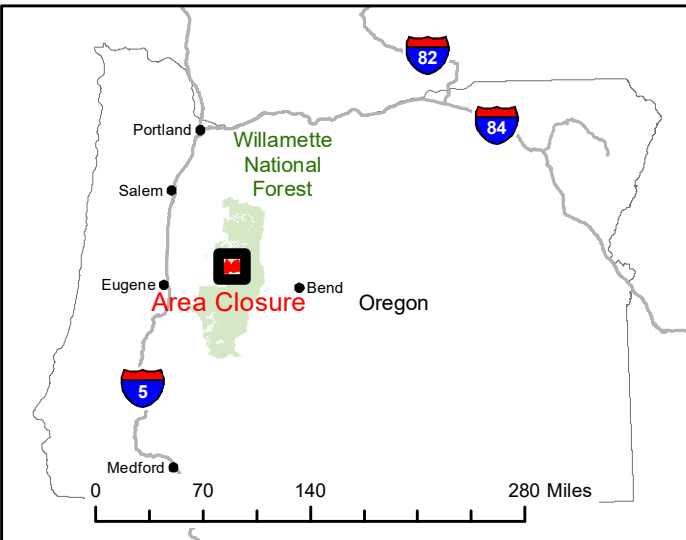 82
84
Portland
Willamette
National
Forest
Salem
Eugene
Bend
Area Closure
Oregon
5
Medford
0 70 140 280 Miles